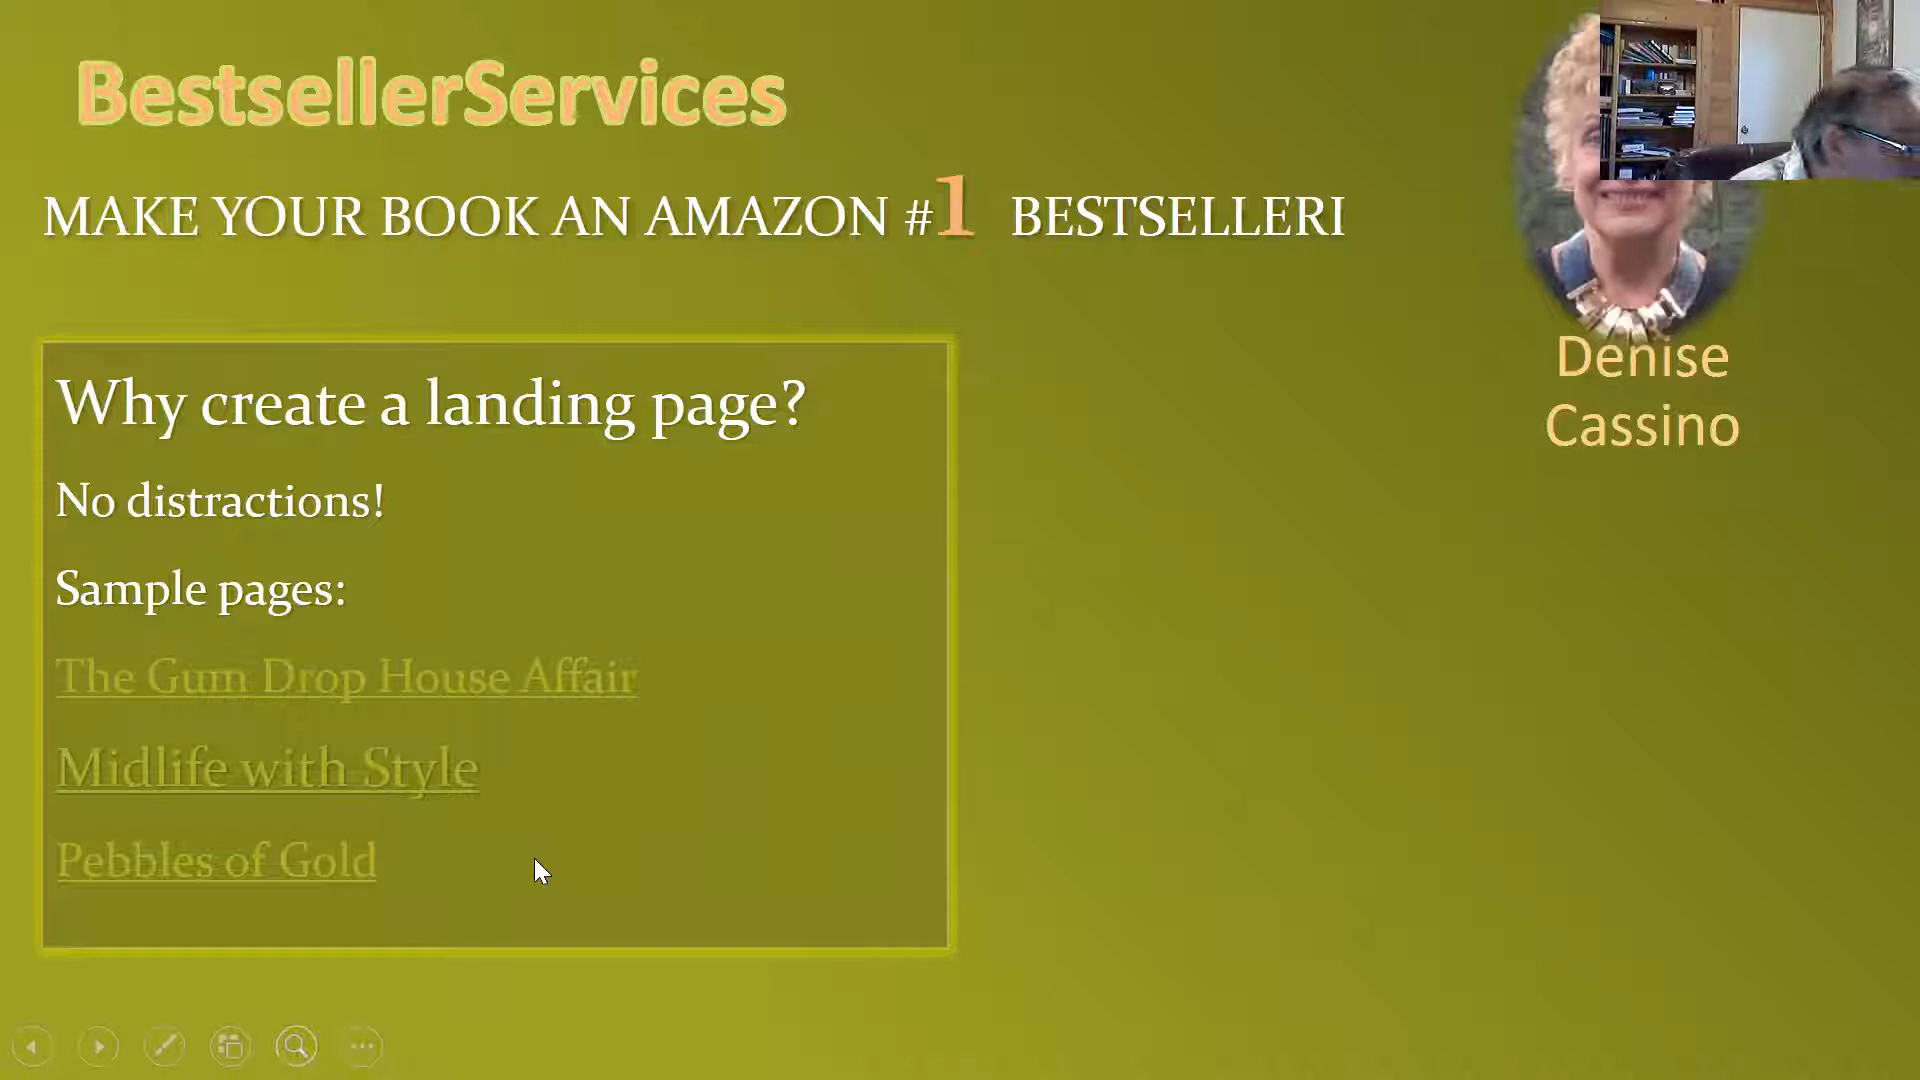 BestsellerServices
MAKE YOUR BOOK AN AMAZON #1 BESTSELLERI
Denise
Cassino
Why create a landing page?
No distractions!
Sample pages:
The Gum Drop House Affair
Midlife with Style
Pebbles of Gold